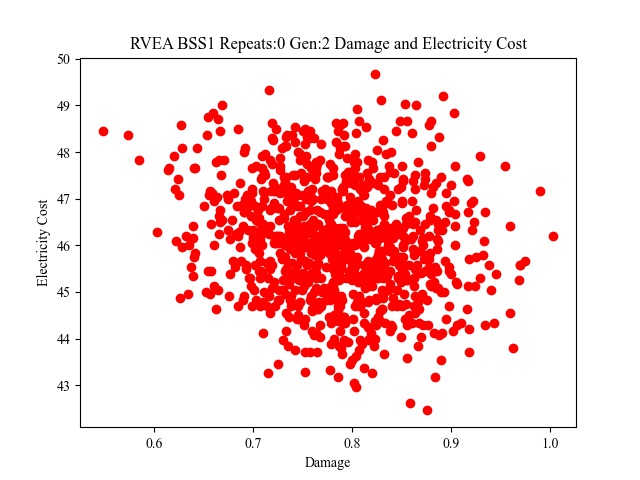 RVEA BSS1 Repeats:0 Gen:2 Damage and Electricity Cost
50
49
48
47
46
45
44
43
Electricity Cost
0.6 0.7 0.8 0.9 1.0
Damage